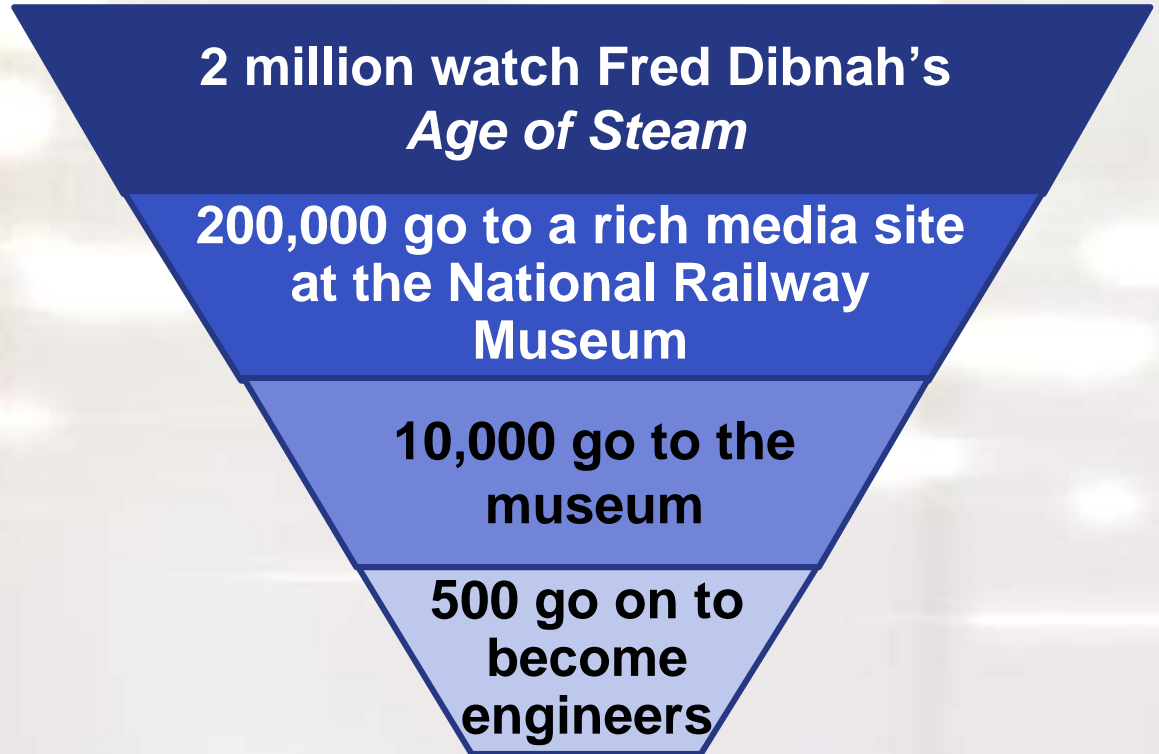 2 million watch Fred Dibnah’s
Age of Steam
200,000 go to a rich media site
at the National Railway
Museum
10,000 go to the
museum
500 go on to
become
engineers